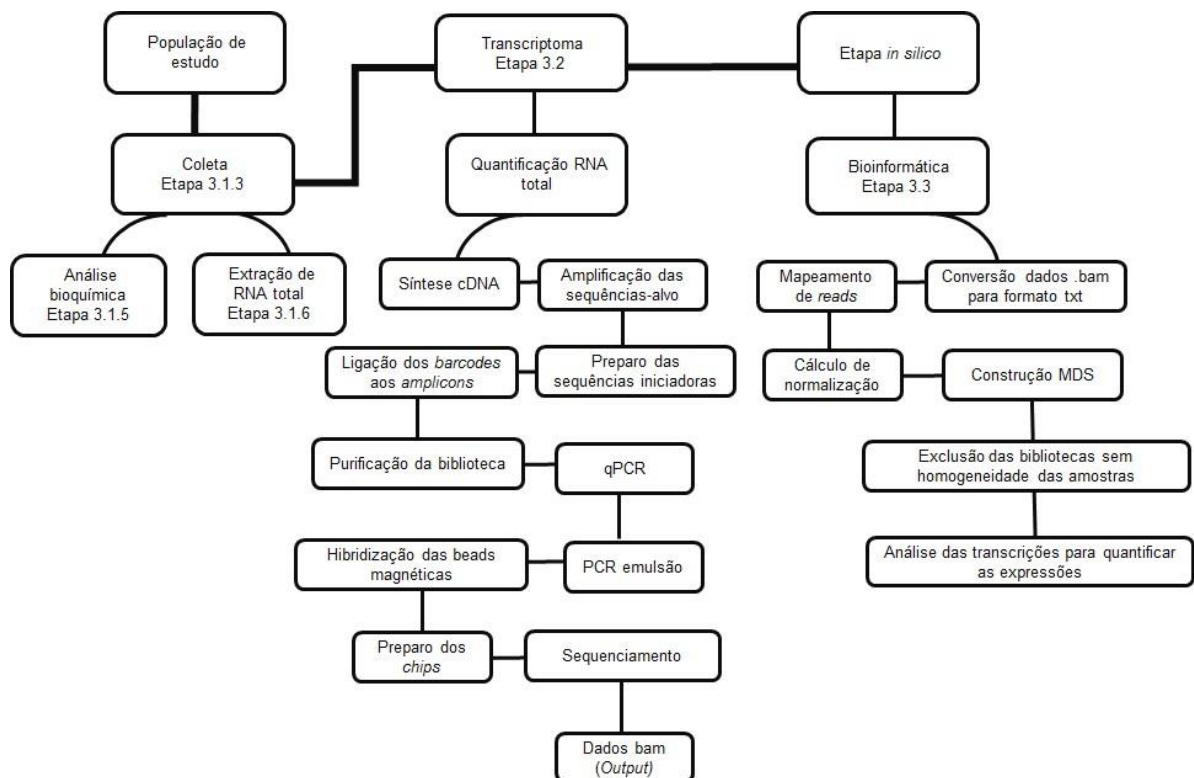 População de
estudo
Coleta
Etapa 3.1.3
Análise
bioquímica
Etapa 3.1.5
Extração de
RNA total
Etapa 3.1.6
Transcriptoma
Etapa 3.2
Quantificação RNA
total
Síntese cDNA
Amplificação das
sequências-alvo
Preparo das
sequências iniciadoras
Ligação dos barcodes
aos amplicons
Purificação da biblioteca
qPCR
PCR emulsão
Hibridização das beads
magnéticas
Preparo dos
chips
Sequenciamento
Dados bam
(Output)
Etapa in silico
Bioinformática
Etapa 3.3
Conversão dados .bam
para formato txt
Mapeamento
de reads
Cálculo de
normalização
Construção MDS
Exclusão das bibliotecas sem
homogeneidade das amostras
Análise das transcrições para quantificar
as expressões